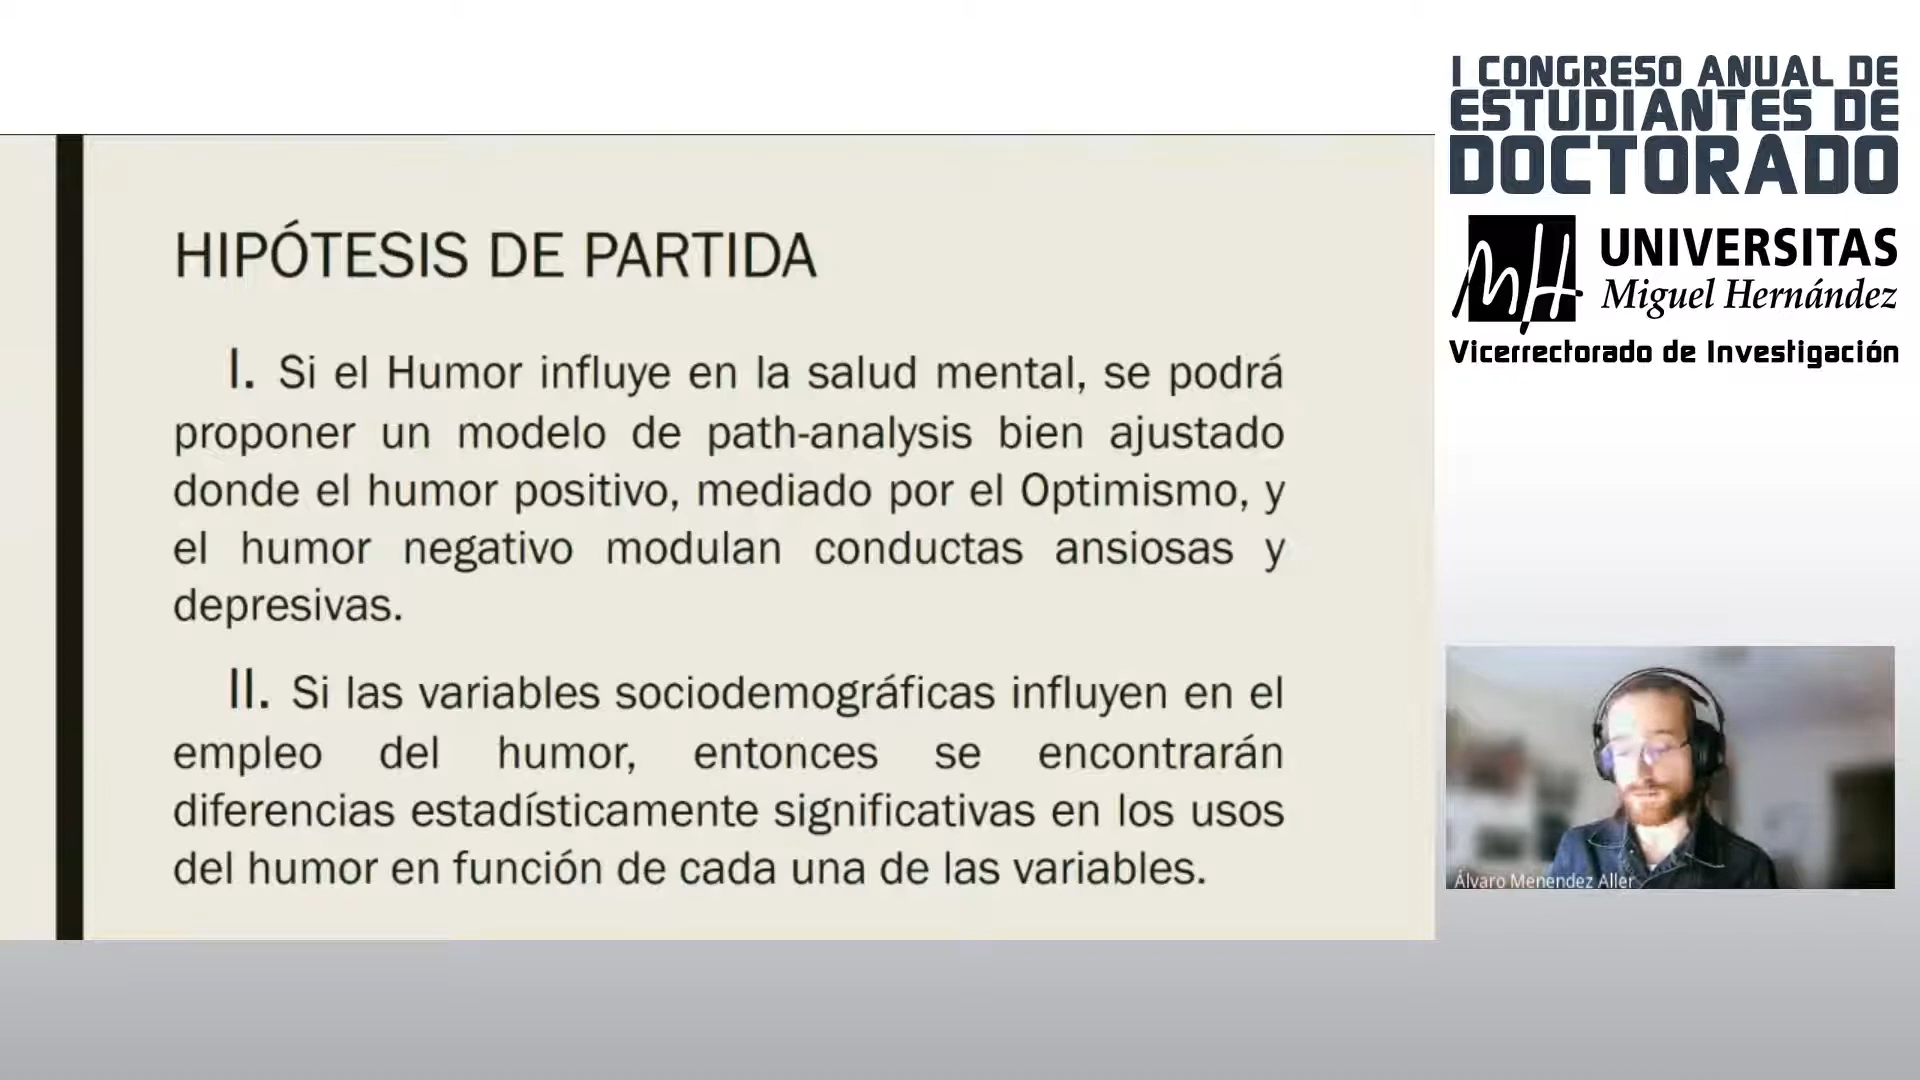 HIPÓTESIS DE PARTIDA
I. Si el Humor influye en la salud mental, se podrá
proponer un modelo de path-analysis bien ajustado
donde el humor positivo, mediado por el Optimismo, y
el humor negativo modulan conductas ansiosas y
depresivas.
II. Si las variables sociodemográficas influyen en el
empleo del humor, entonces se encontrarán
diferencias estadísticamente significativas en los usos
del humor en función de cada una de las variables.
I CONGRESO ANUAL DE
ESTUDIANTES DE
DOCTORADO
MH
UNIVERSITAS
Miguel Hernández
Vicerrectorado de Investigación
Álvaro Menendez Aller